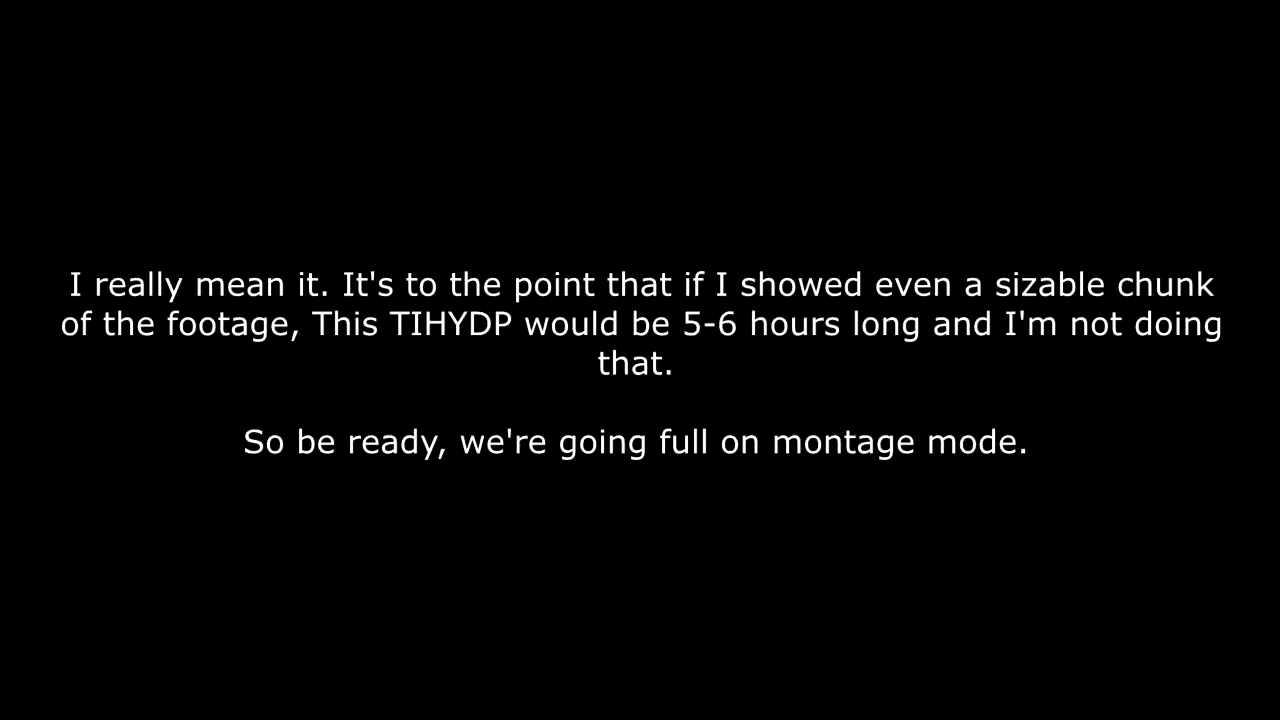 I really mean it. It's to the point that if I showed even a sizable chunk
of the footage, This TIHYDP would be 5-6 hours long and I'm not doing
that.
So be ready, we're going full on montage mode.